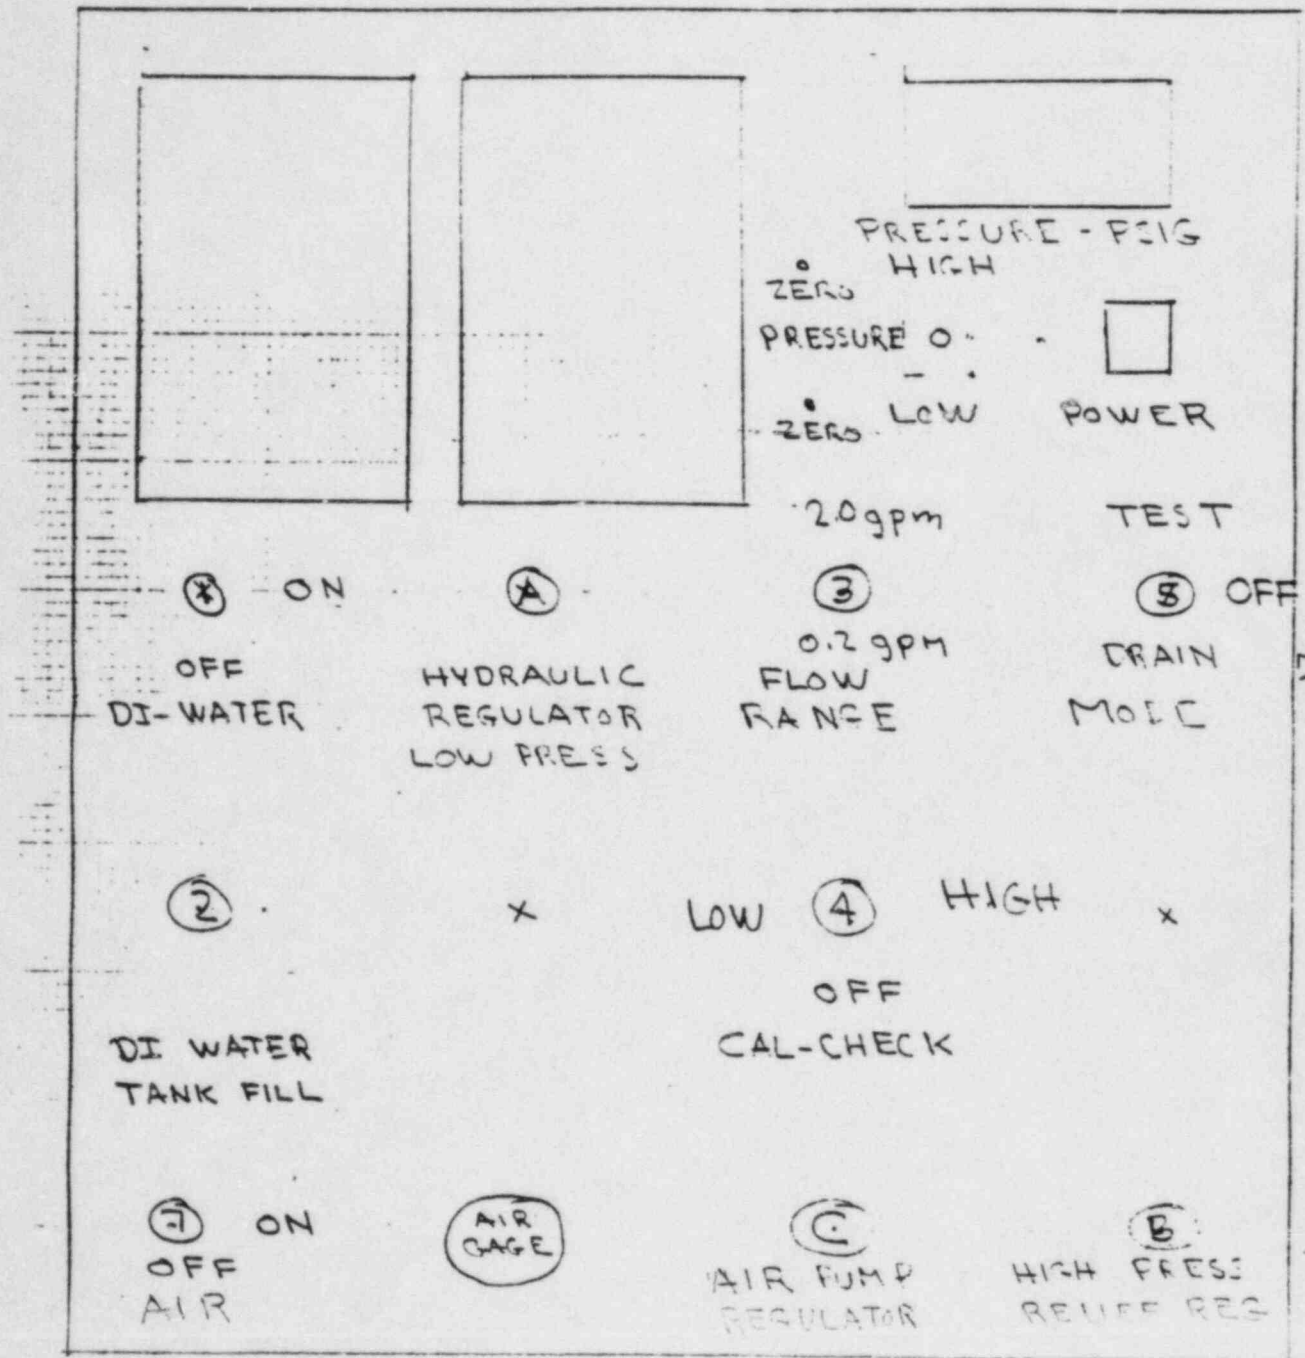 PRESSURE - PSIG
HIGH
ZERO
PRESSURE
LOW
ZERO
POWER
2.0 gpm
TEST
ON
A
3
OFF
OFF
DI-WATER
HYDRAULIC
REGULATOR
LOW PRESS
0.2 gpm
FLOW
RANGE
DRAIN
MODE
2
LOW
4
HIGH
OFF
CAL-CHECK
DI WATER
TANK FILL
7
ON
OFF
AIR
AIR
GAGE
C
AIR PUMP
REGULATOR
B
HIGH PRESS
RELIEF REG